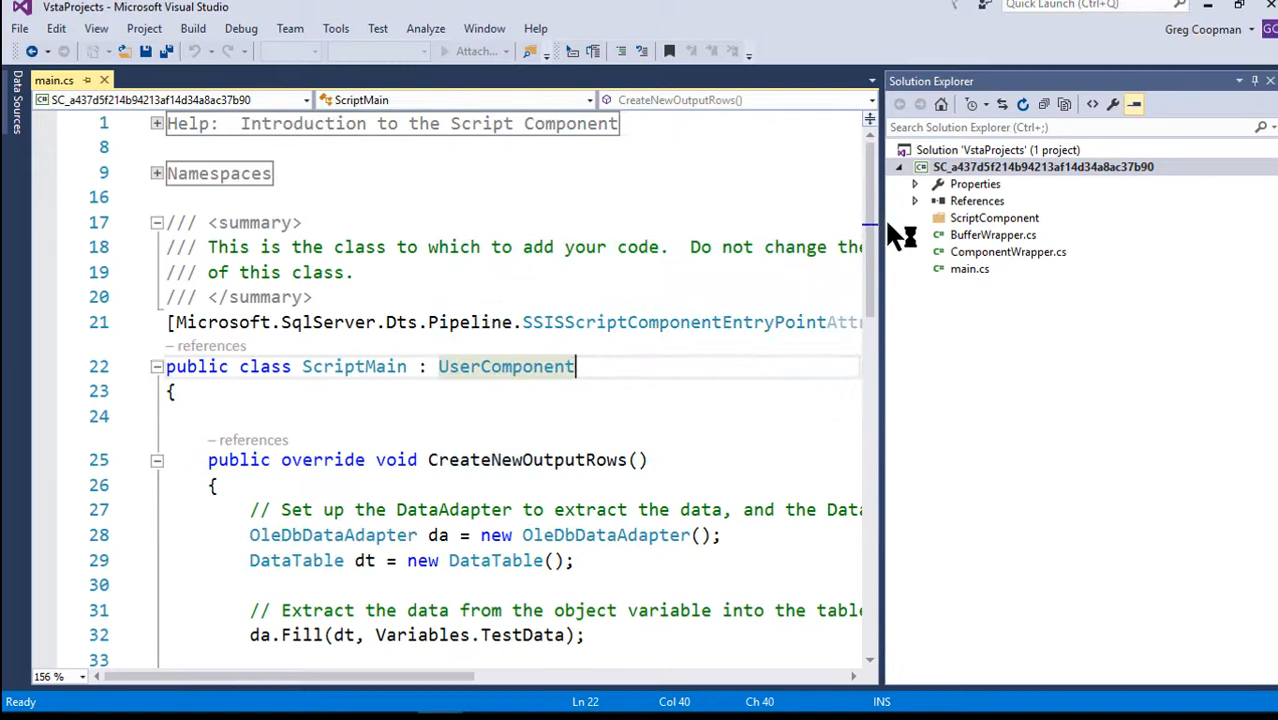 VstaProjects - Microsoft Visual Studio
Quick Launch (Ctrl+Q)
File Edit View Project Build Debug Team Tools Test Analyze Window Help
Greg Coopman
GC
Attach...
Data Sources
main.cs
SC_a437d5f214b94213af14d34a8ac37b90
ScriptMain
CreateNewOutputRows()
1 Help: Introduction to the Script Component
8
9 Namespaces
16
17 /// <summary>
18 /// This is the class to which to add your code. Do not change the
19 /// of this class.
20 /// </summary>
21 [Microsoft.SqlServer.Dts.Pipeline.SSISScriptComponentEntryPointAttr
– references
22 public class ScriptMain : UserComponent
23 {
24
– references
25 public override void CreateNewOutputRows()
26 {
27 // Set up the DataAdapter to extract the data, and the Data
28 OleDbDataAdapter da = new OleDbDataAdapter();
29 DataTable dt = new DataTable();
30
31 // Extract the data from the object variable into the table
32 da.Fill(dt, Variables.TestData);
33
156 %
Solution Explorer
Search Solution Explorer (Ctrl+;)
Solution 'VstaProjects' (1 project)
SC_a437d5f214b94213af14d34a8ac37b90
Properties
References
ScriptComponent
BufferWrapper.cs
ComponentWrapper.cs
main.cs
Ready Ln 22 Col 40 Ch 40 INS